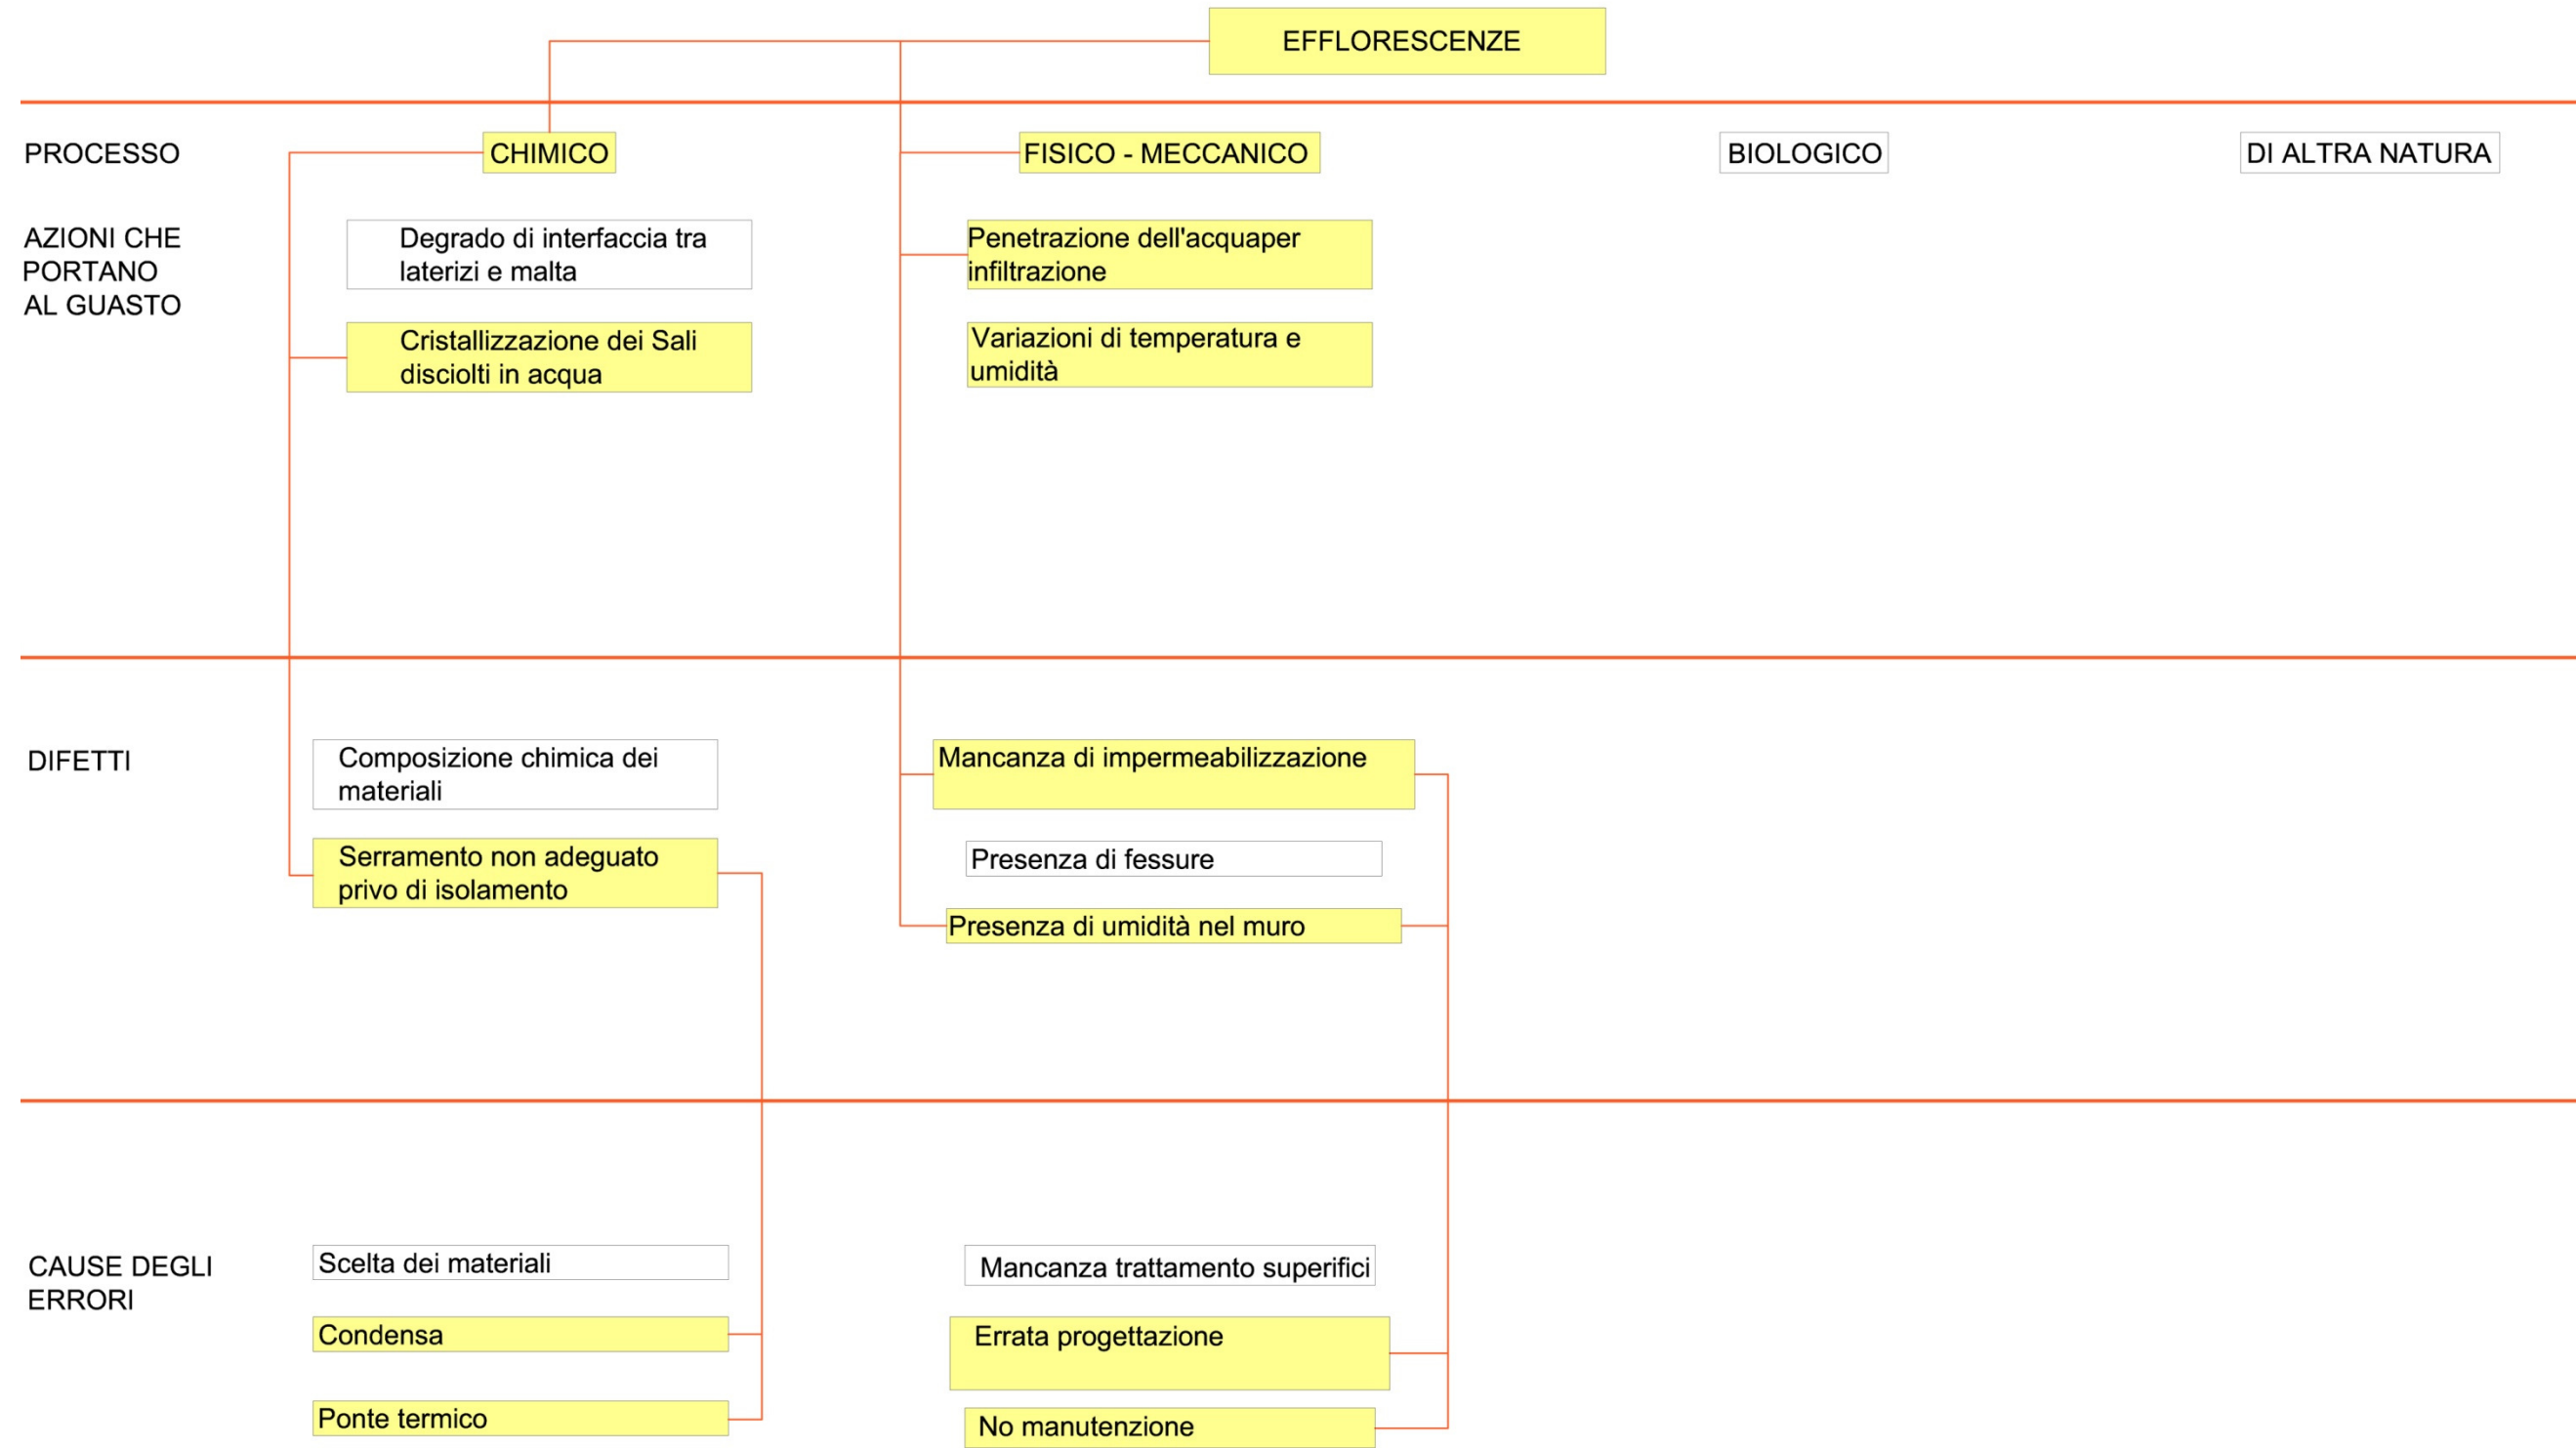 EFFLORESCENZE
PROCESSO
CHIMICO
FISICO - MECCANICO
BIOLOGICO
DI ALTRA NATURA
AZIONI CHE
PORTANO
AL GUASTO
Degrado di interfaccia tra
laterizi e malta
Penetrazione dell'acquaper
infiltrazione
Cristallizzazione dei Sali
disciolti in acqua
Variazioni di temperatura e
umidità
DIFETTI
Composizione chimica dei
materiali
Mancanza di impermeabilizzazione
Serramento non adeguato
privo di isolamento
Presenza di fessure
Presenza di umidità nel muro
CAUSE DEGLI
ERRORI
Scelta dei materiali
Mancanza trattamento superifici
Condensa
Errata progettazione
Ponte termico
No manutenzione